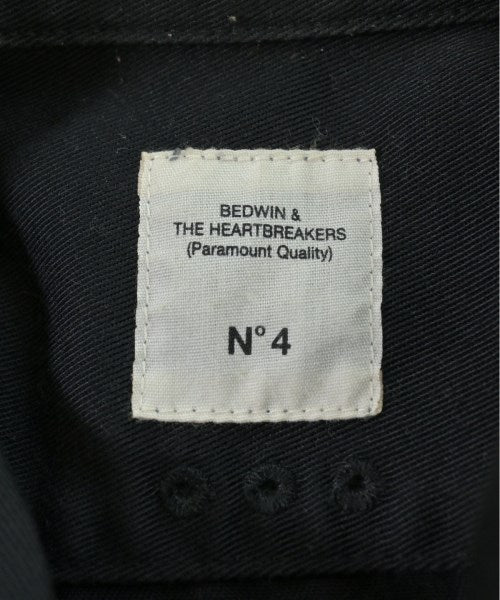 BEDWIN &
THE HEARTBREAKERS
(Paramount Quality)
N° 4